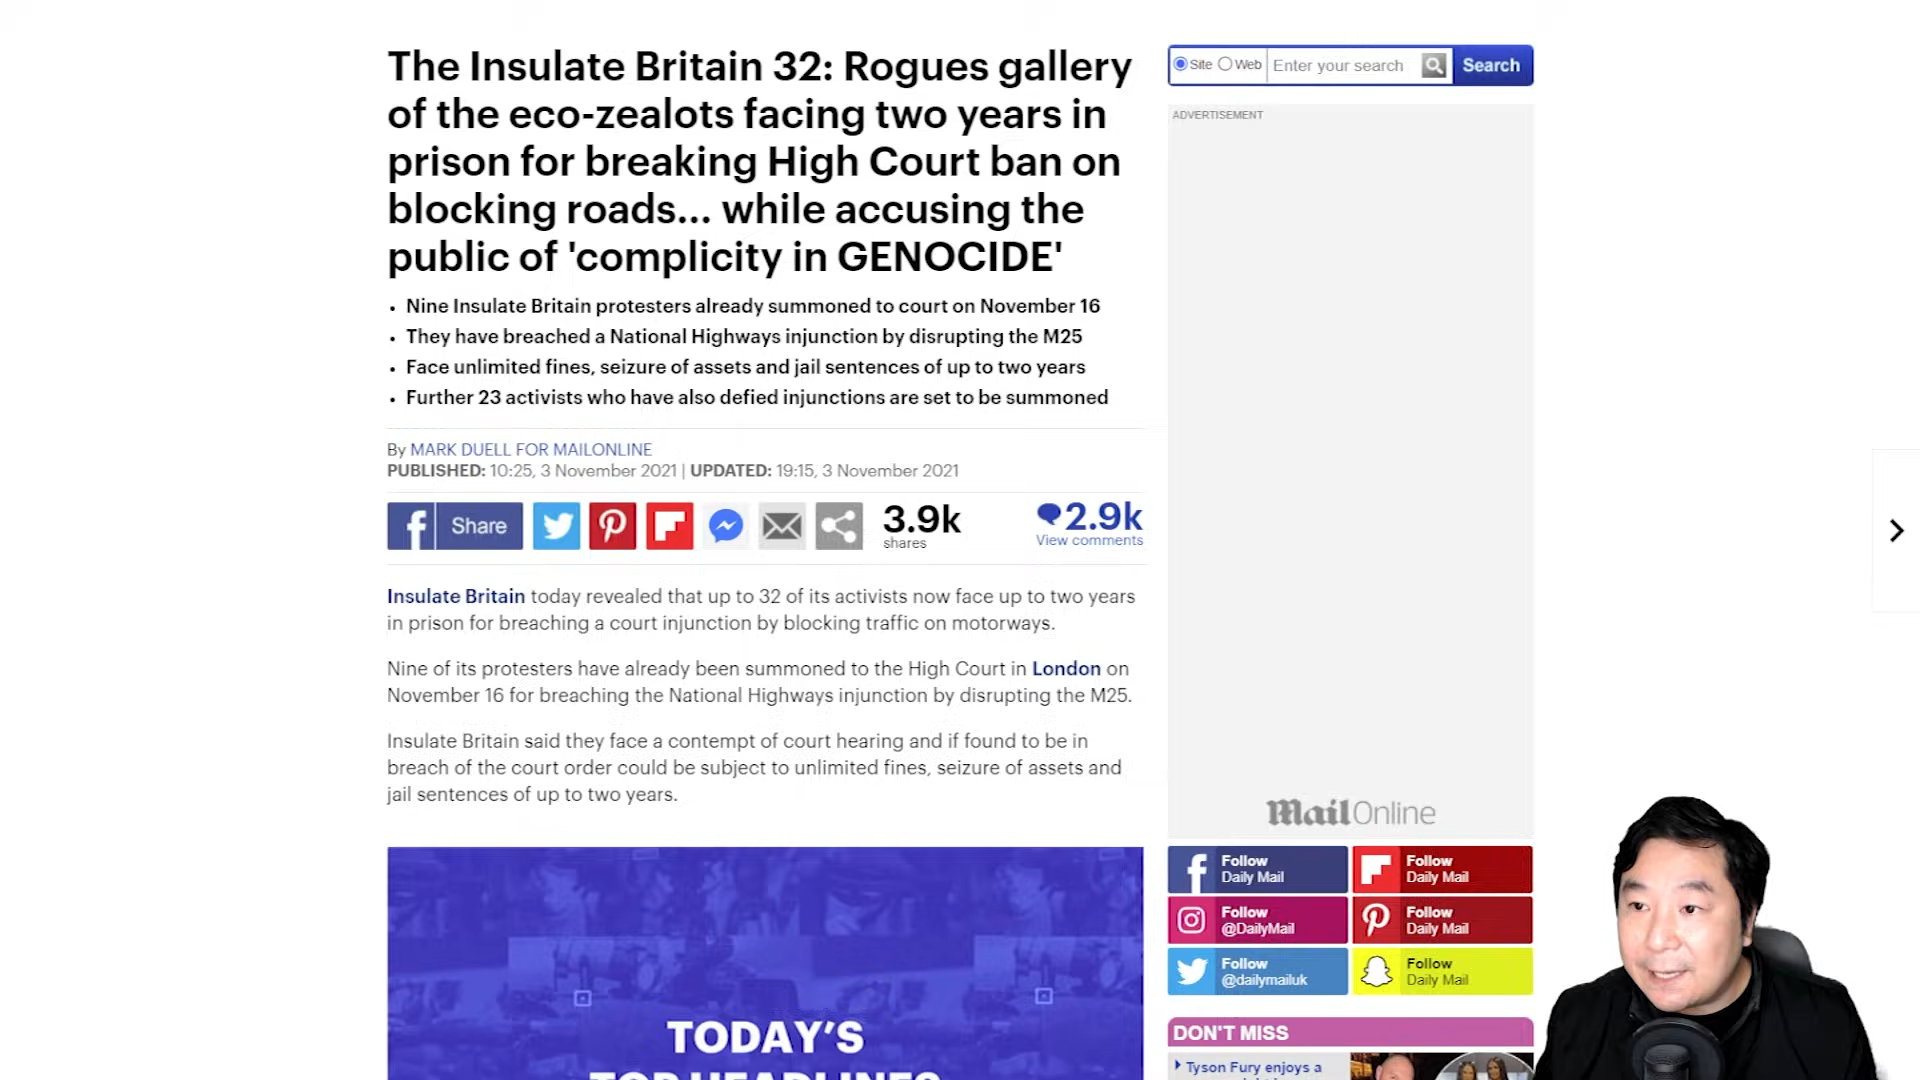 The Insulate Britain 32: Rogues gallery
of the eco-zealots facing two years in
prison for breaking High Court ban on
blocking roads... while accusing the
public of 'complicity in GENOCIDE'
• Nine Insulate Britain protesters already summoned to court on November 16
• They have breached a National Highways injunction by disrupting the M25
• Face unlimited fines, seizure of assets and jail sentences of up to two years
• Further 23 activists who have also defied injunctions are set to be summoned
By MARK DUELL FOR MAILONLINE
PUBLISHED: 10:25, 3 November 2021 | UPDATED: 19:15, 3 November 2021
Share
3.9k
shares
2.9k
View comments
Insulate Britain today revealed that up to 32 of its activists now face up to two years
in prison for breaching a court injunction by blocking traffic on motorways.
Nine of its protesters have already been summoned to the High Court in London on
November 16 for breaching the National Highways injunction by disrupting the M25.
Insulate Britain said they face a contempt of court hearing and if found to be in
breach of the court order could be subject to unlimited fines, seizure of assets and
jail sentences of up to two years.
TODAY'S
TOP HEADLINES
Site Web Enter your search Search
ADVERTISEMENT
MailOnline
Follow
Daily Mail
Follow
Daily Mail
Follow
@DailyMail
Follow
Daily Mail
Follow
@dailymailuk
Follow
Daily Mail
DON'T MISS
Tyson Fury enjoys a